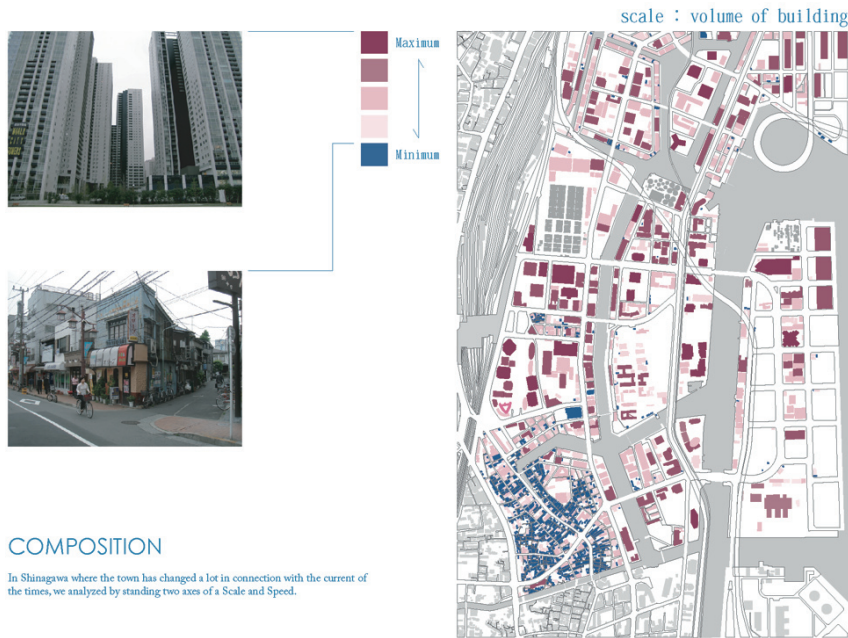 scale : volume of building
Maximum
Minimum
COMPOSITION
In Shinagawa where the town has changed a lot in connection with the current of
the times, we analyzed by standing two axes of a Scale and Speed.